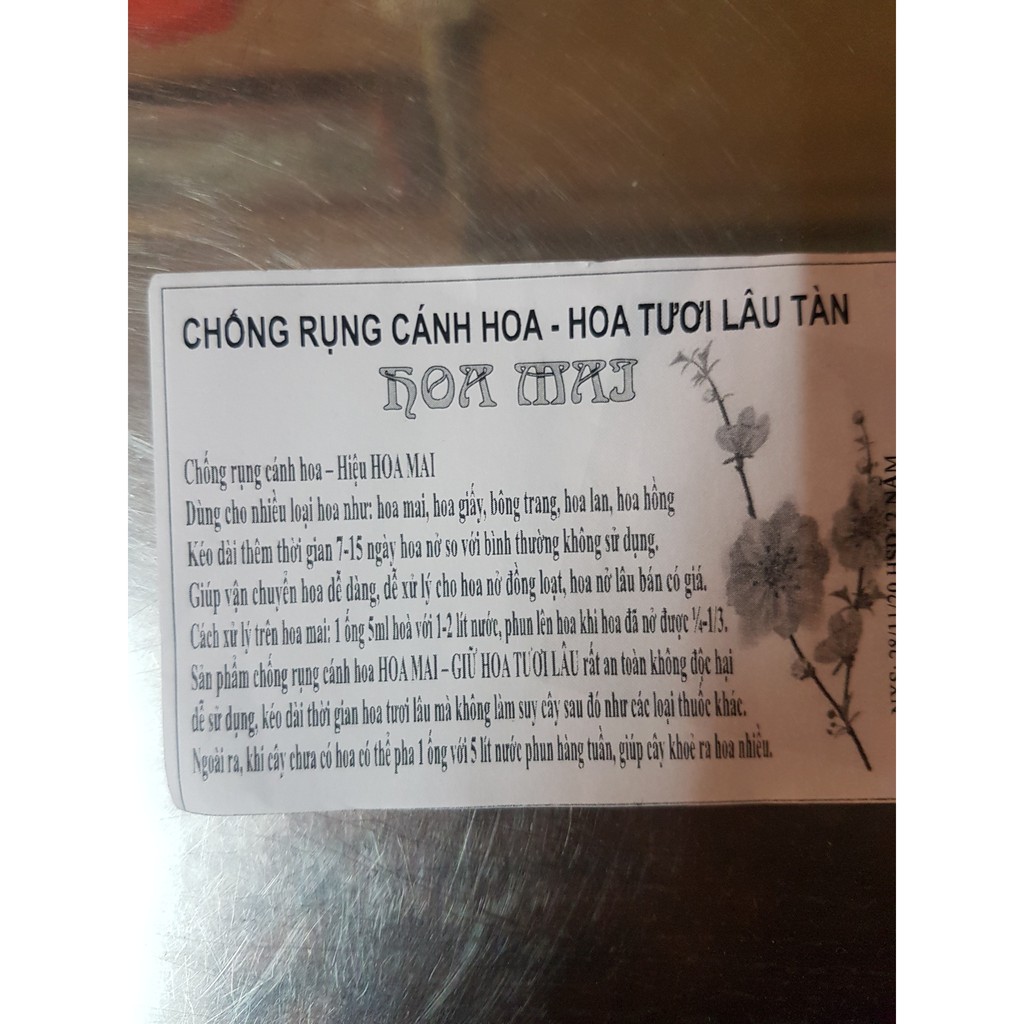 CHỐNG RỤNG CÁNH HOA - HOA TƯƠI LÂU TÀN
HOA MAI
Chống rụng cánh hoa – Hiệu HOA MAI
Dùng cho nhiều loại hoa như: hoa mai, hoa giấy, bông trang, hoa lan, hoa hồng
Kéo dài thêm thời gian 7-15 ngày hoa nở so với bình thường không sử dụng.
Giúp vận chuyển hoa dễ dàng, dễ xử lý cho hoa nở đồng loạt, hoa nở lâu bán có giá.
Cách xử lý trên hoa mai: 1 ống 5ml hoà với 1-2 lít nước, phun lên hoa khi hoa đã nở được ¼-1/3.
Sản phẩm chống rụng cánh hoa HOA MAI – GIỮ HOA TƯƠI LÂU rất an toàn không độc hại
dễ sử dụng, kéo dài thời gian hoa tươi lâu mà không làm suy cây sau đó như các loại thuốc khác.
Ngoài ra, khi cây chưa có hoa có thể pha 1 ống với 5 lít nước phun hàng tuần, giúp cây khoẻ ra hoa nhiều.
HSD: 2 NĂM